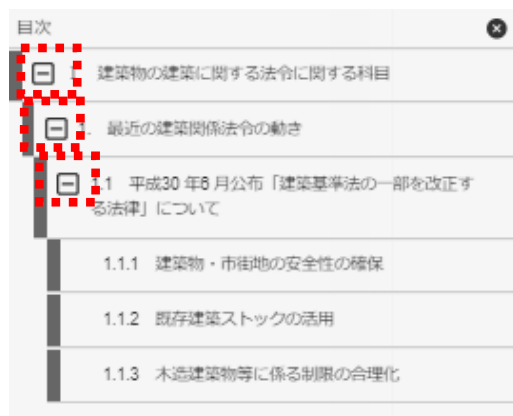 目次
I 建築物の建築に関する法令に関する科目
1. 最近の建築関係法令の動き
1.1 平成30年6月公布「建築基準法の一部を改正す
る法律」について
1.1.1 建築物・市街地の安全性の確保
1.1.2 既存建築ストックの活用
1.1.3 木造建築物等に係る制限の合理化